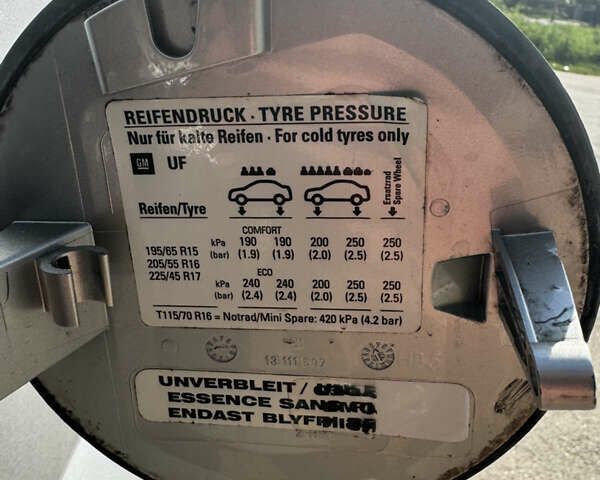 REIFENDRUCK · TYRE PRESSURE
Nur für kalte Reifen · For cold tyres only
GM UF
Ersatzrad
Spare Wheel
Reifen/Tyre
COMFORT
195/65 R15
205/55 R16
225/45 R17
kPa 190 190 200 250 250
(bar) (1.9) (1.9) (2.0) (2.5) (2.5)
ECO
kPa 240 240 200 250 250
(bar) (2.4) (2.4) (2.0) (2.5) (2.5)
T115/70 R16 = Notrad/Mini Spare: 420 kPa (4.2 bar)
UNVERBLEIT/
ESSENCE
ENDAST